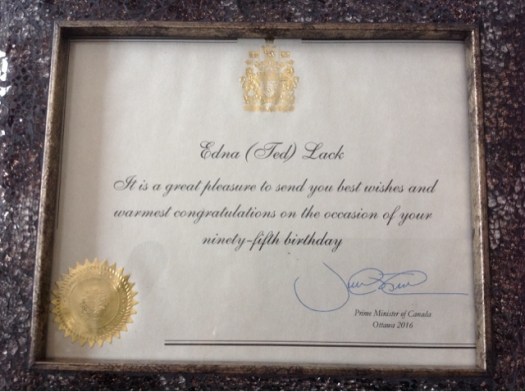 Edna (Ted) Lack
It is a great pleasure to send you best wishes and
warmest congratulations on the occasion of your
ninety-fifth birthday
Prime Minister of Canada
Ottawa 2016